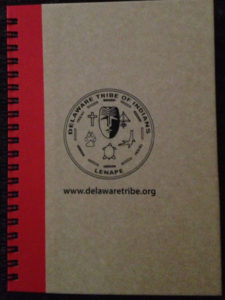 DELAWARE TRIBE OF INDIANS
LENAPE
www.delawaretribe.org